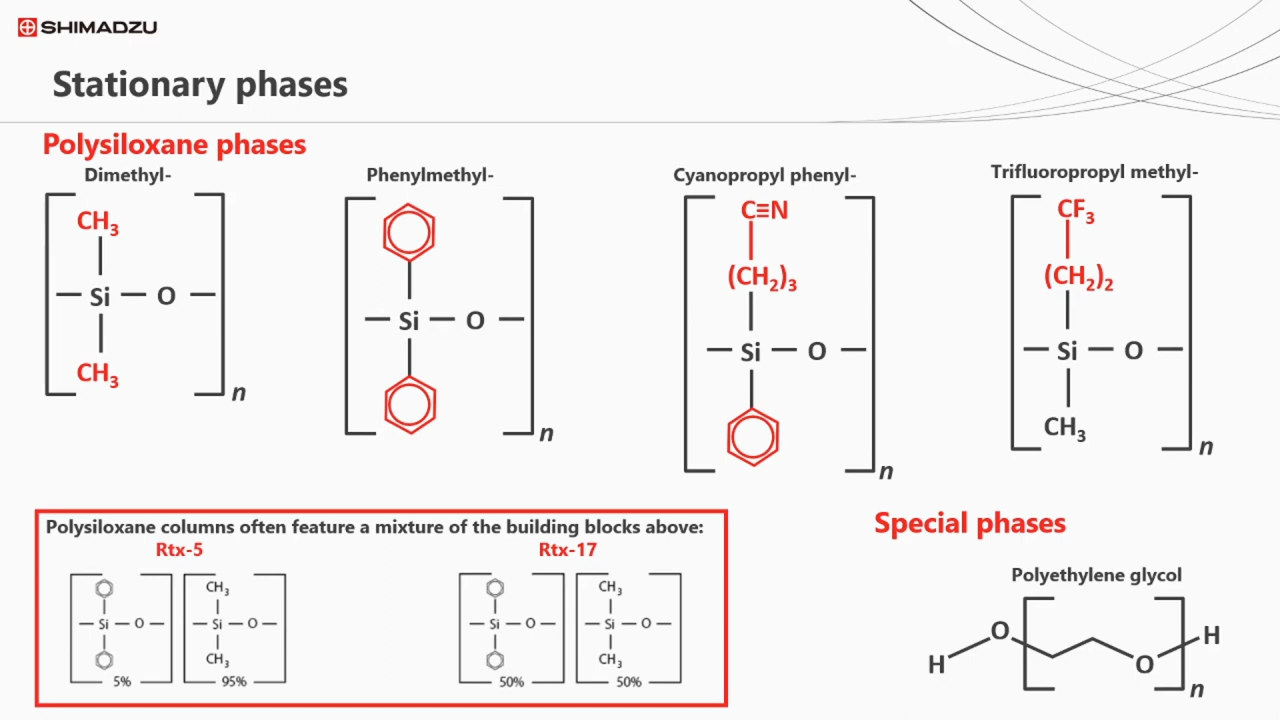 SHIMADZU
Stationary phases
Polysiloxane phases
Dimethyl-
CH₃
Si O
CH₃
n
Phenylmethyl-
Si O
n
Cyanopropyl phenyl-
C≡N
(CH₂)₃
Si O
n
Trifluoropropyl methyl-
CF₃
(CH₂)₂
Si O
CH₃
n
Polysiloxane columns often feature a mixture of the building blocks above:
Rtx-5
Si O
5%
CH₃
Si O
CH₃
95%
Rtx-17
Si O
50%
CH₃
Si O
CH₃
50%
Special phases
Polyethylene glycol
H O O H
n